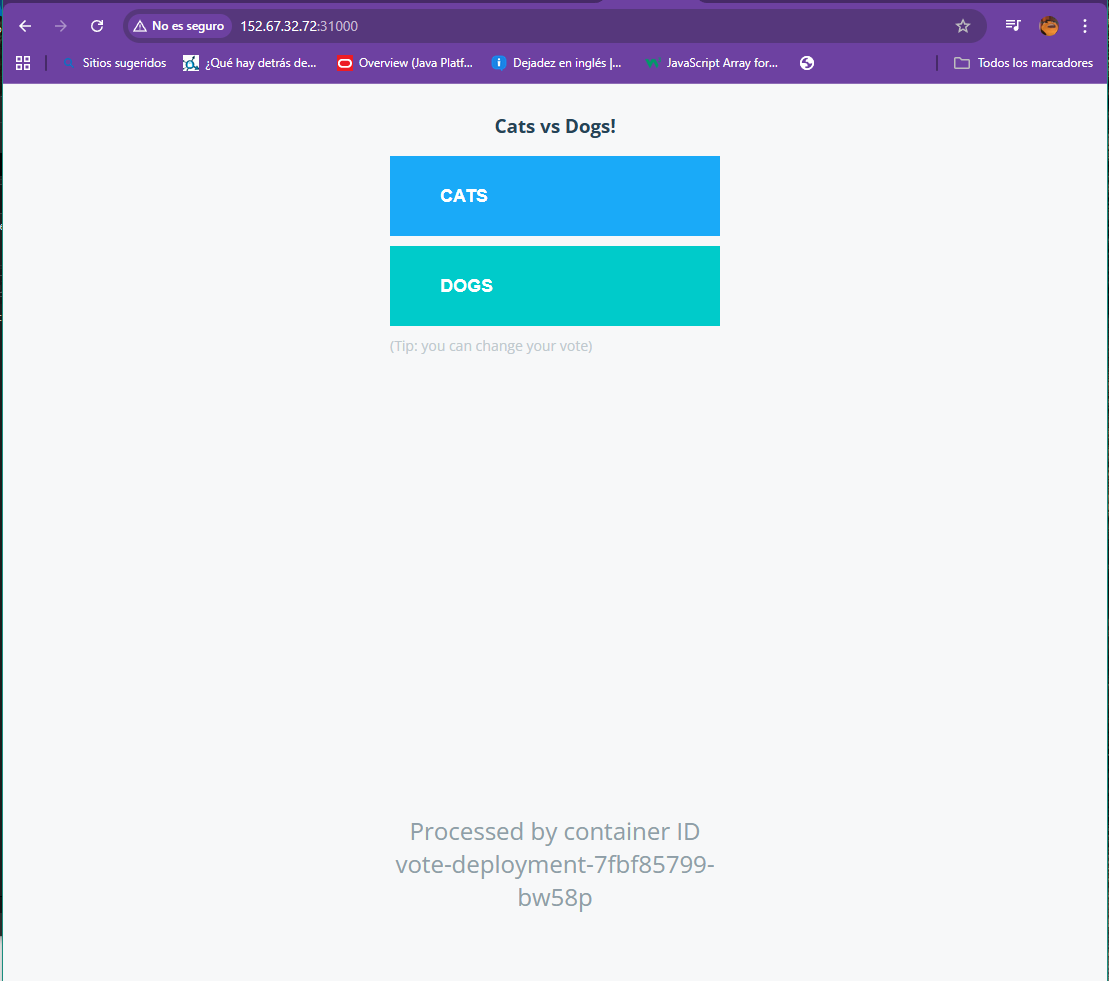 No es seguro
152.67.32.72:31000
Sitios sugeridos
¿Qué hay detrás de...
Overview (Java Platf...
Dejadez en inglés |...
JavaScript Array for...
Todos los marcadores
Cats vs Dogs!
CATS
DOGS
(Tip: you can change your vote)
Processed by container ID
vote-deployment-7fbf85799-
bw58p